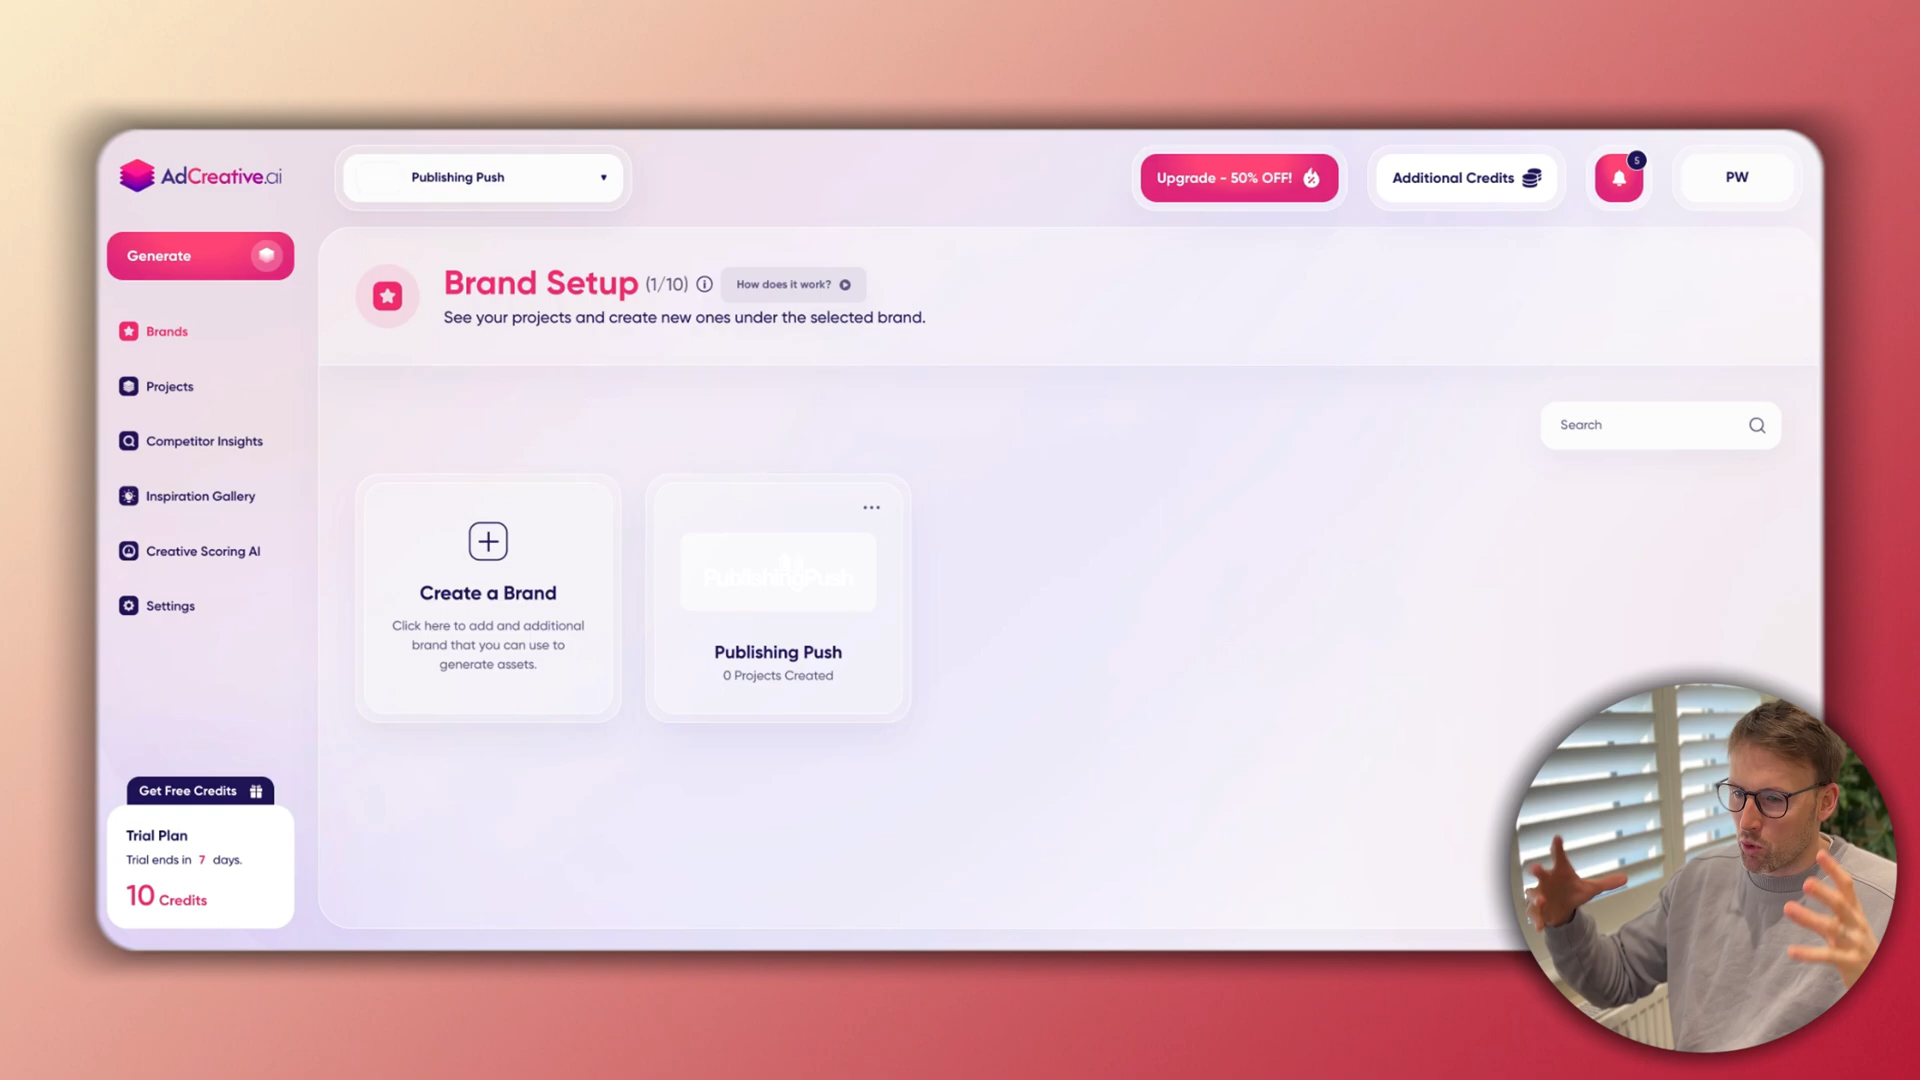 AdCreative.ai
Publishing Push
Upgrade - 50% OFF!
Additional Credits
5
PW
Generate
Brand Setup (1/10)
How does it work?
See your projects and create new ones under the selected brand.
Brands
Projects
Competitor Insights
Inspiration Gallery
Creative Scoring AI
Settings
Search
Create a Brand
Click here to add and additional
brand that you can use to
generate assets.
PublishingPush
Publishing Push
0 Projects Created
Get Free Credits
Trial Plan
Trial ends in 7 days.
10 Credits